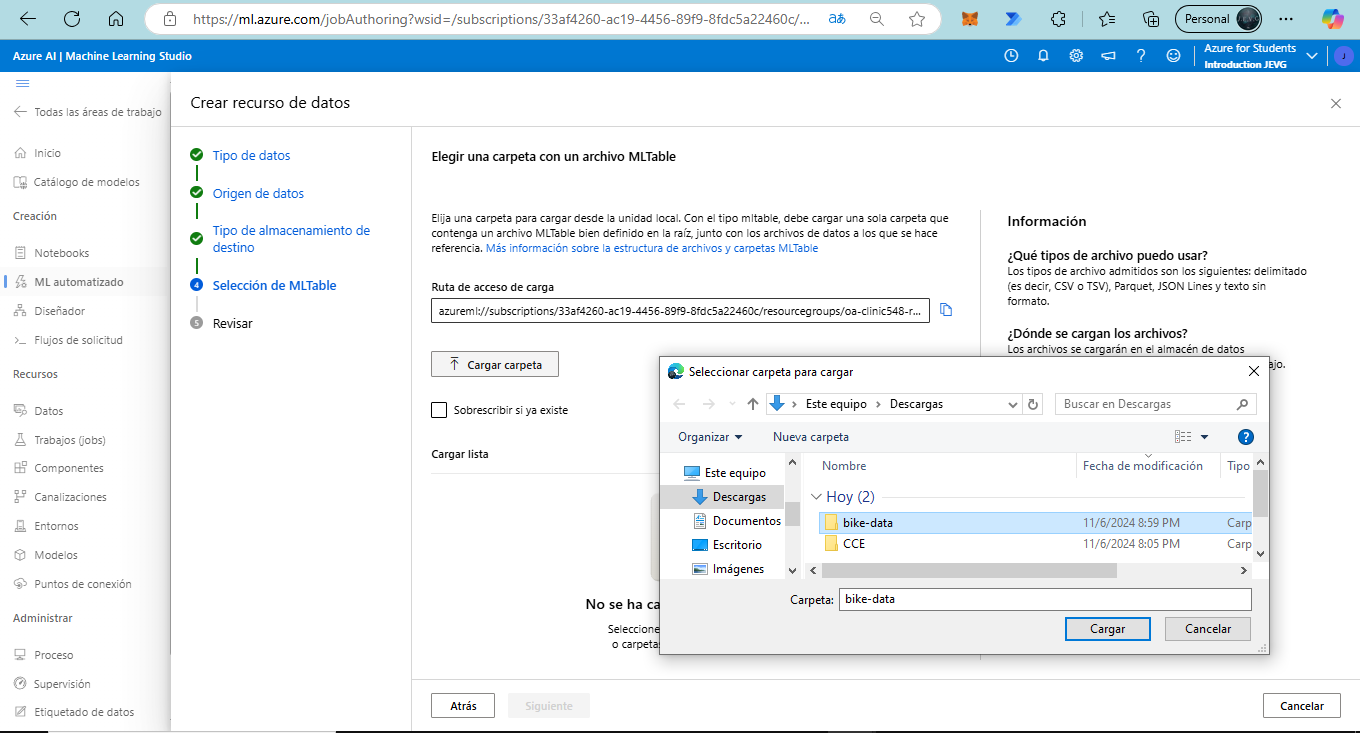 https://ml.azure.com/jobAuthoring?wsid=/subscriptions/33af4260-ac19-4456-89f9-8fdc5a22460c/...
aあ
Personal
Azure AI | Machine Learning Studio
Azure for Students
Introduction JEVG
J
Todas las áreas de trabajo
Inicio
Catálogo de modelos
Creación
Notebooks
ML automatizado
Diseñador
Flujos de solicitud
Recursos
Datos
Trabajos (jobs)
Componentes
Canalizaciones
Entornos
Modelos
Puntos de conexión
Administrar
Proceso
Supervisión
Etiquetado de datos
Crear recurso de datos
Tipo de datos
Origen de datos
Tipo de almacenamiento de
destino
4 Selección de MLTable
5 Revisar
Elegir una carpeta con un archivo MLTable
Elija una carpeta para cargar desde la unidad local. Con el tipo mltable, debe cargar una sola carpeta que
contenga un archivo MLTable bien definido en la raíz, junto con los archivos de datos a los que se hace
referencia. Más información sobre la estructura de archivos y carpetas MLTable
Ruta de acceso de carga
azureml://subscriptions/33af4260-ac19-4456-89f9-8fdc5a22460c/resourcegroups/oa-clinic548-r...
Cargar carpeta
Sobrescribir si ya existe
Cargar lista
No se ha ca
Seleccione
o carpetas
Atrás
Siguiente
Cancelar
Información
¿Qué tipos de archivo puedo usar?
Los tipos de archivo admitidos son los siguientes: delimitado
(es decir, CSV o TSV), Parquet, JSON Lines y texto sin
formato.
¿Dónde se cargan los archivos?
Los archivos se cargarán en el almacén de datos
ajo.
Seleccionar carpeta para cargar
Este equipo
Descargas
Buscar en Descargas
Organizar
Nueva carpeta
Este equipo
Descargas
Documentos
Escritorio
Imágenes
Nombre
Fecha de modificación
Tipo
Hoy (2)
bike-data
11/6/2024 8:59 PM
Carp
CCE
11/6/2024 8:05 PM
Carp
Carpeta:
bike-data
Cargar
Cancelar